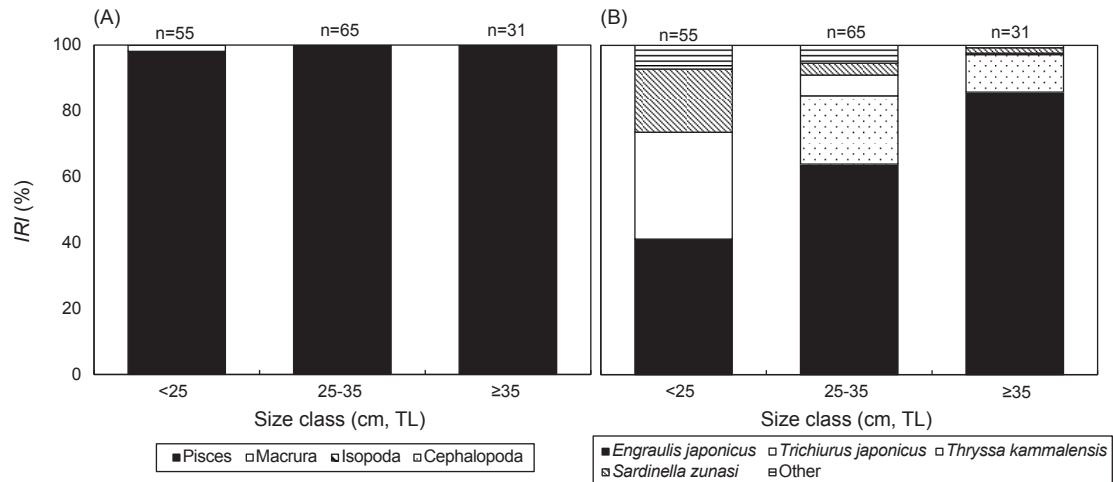 (A)
n=55 n=65 n=31
100
80
60
40
20
0
IRI (%)
<25 25-35 ≥35
Size class (cm, TL)
Pisces Macrura Isopoda Cephalopoda
(B)
n=55 n=65 n=31
100
80
60
40
20
0
<25 25-35 ≥35
Size class (cm, TL)
Engraulis japonicus Trichiurus japonicus Thryssa kammalensis
Sardinella zunasi Other